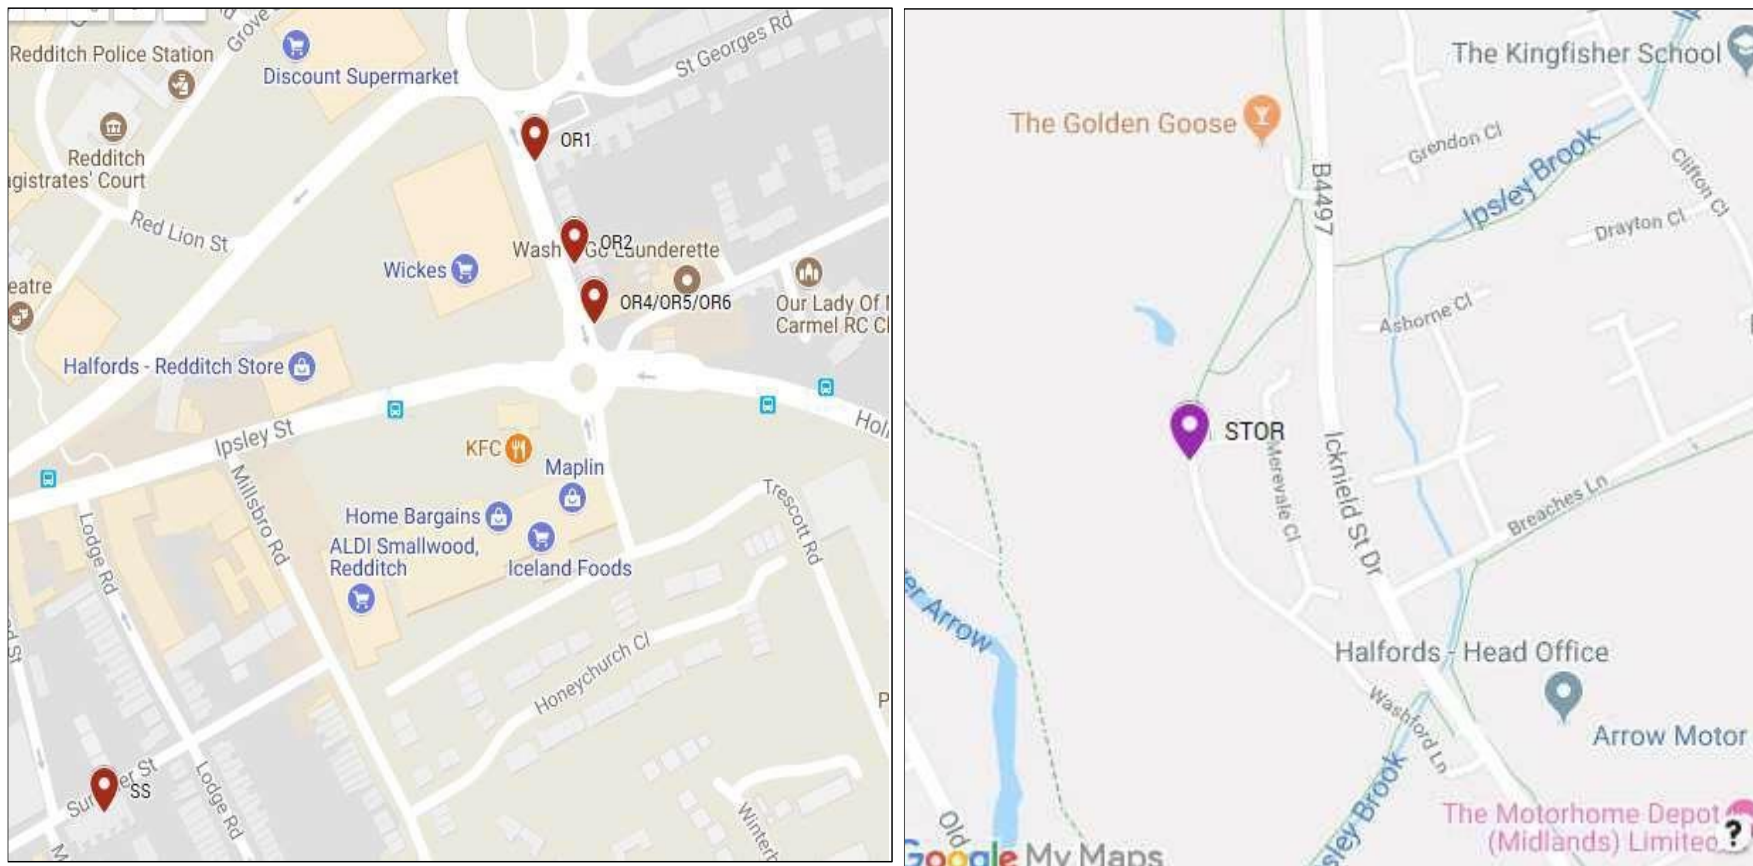 Redditch Police Station
Grove
Discount Supermarket
St Georges Rd
OR1
Redditch
agistrates' Court
Red Lion St
Wickes
OR2
Wash
Go Launderette
OR4/OR5/OR6
Our Lady Of
Carmel RC
eatre
Halfords - Redditch Store
Ipsley St
KFC
Maplin
Home Bargains
ALDI Smallwood,
Redditch
Iceland Foods
Millsbro Rd
Lodge Rd
Trescott Rd
Honeychurch Cl
Lodge Rd
SS
The Kingfisher School
The Golden Goose
B4497
Grendon Cl
Ipsley Brook
Clifton Cl
Drayton Cl
Ashorne Cl
STOR
Merevale Cl
Icknield St Dr
Breaches Ln
er Arrow
Halfords - Head Office
Washford Ln
Arrow Motor
sley Brook
The Motorhome Depot
(Midlands) Limited
?
Old
Google My Maps